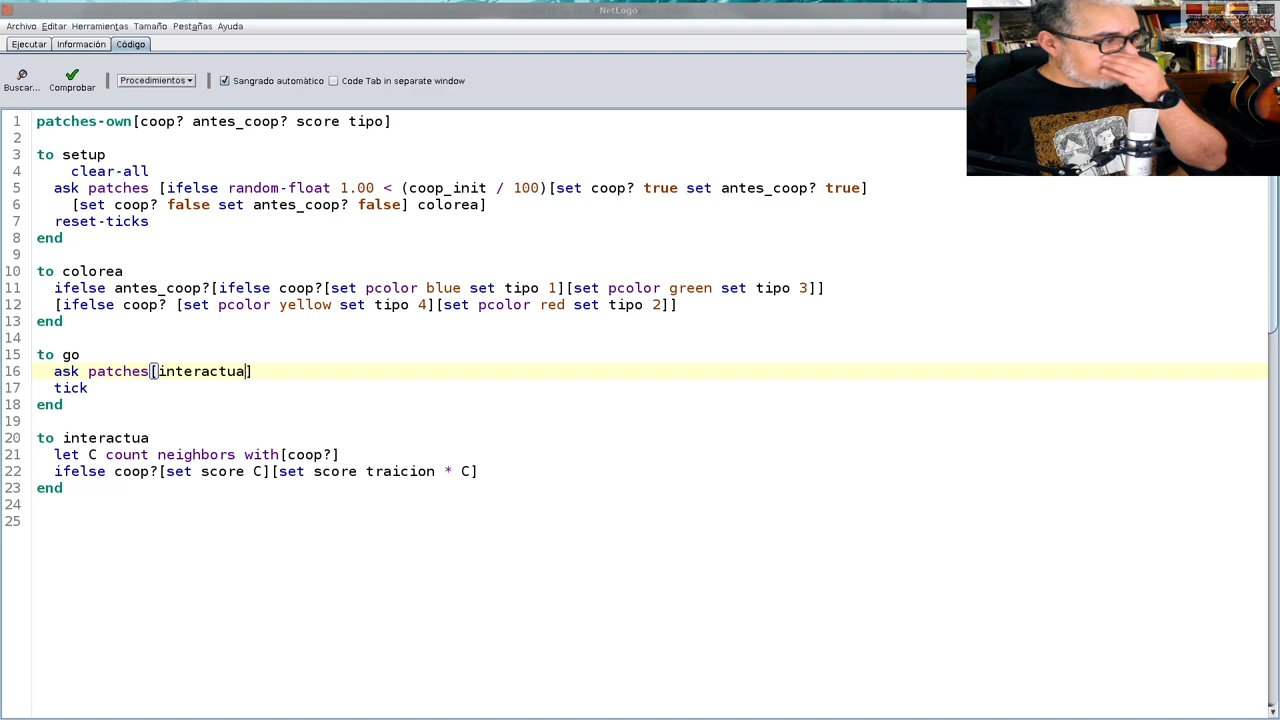 NetLogo
Archivo Editar Herramientas Tamaño Pestañas Ayuda
Ejecutar Información Código
Buscar... Comprobar Procedimientos Sangrado automático Code Tab in separate window
1 patches-own[coop? antes_coop? score tipo]
2
3 to setup
4 clear-all
5 ask patches [ifelse random-float 1.00 < (coop_init / 100)[set coop? true set antes_coop? true]
6 [set coop? false set antes_coop? false] colorea]
7 reset-ticks
8 end
9
10 to colorea
11 ifelse antes_coop?[ifelse coop?[set pcolor blue set tipo 1][set pcolor green set tipo 3]]
12 [ifelse coop? [set pcolor yellow set tipo 4][set pcolor red set tipo 2]]
13 end
14
15 to go
16 ask patches[interactua]
17 tick
18 end
19
20 to interactua
21 let C count neighbors with[coop?]
22 ifelse coop?[set score C][set score traicion * C]
23 end
24
25